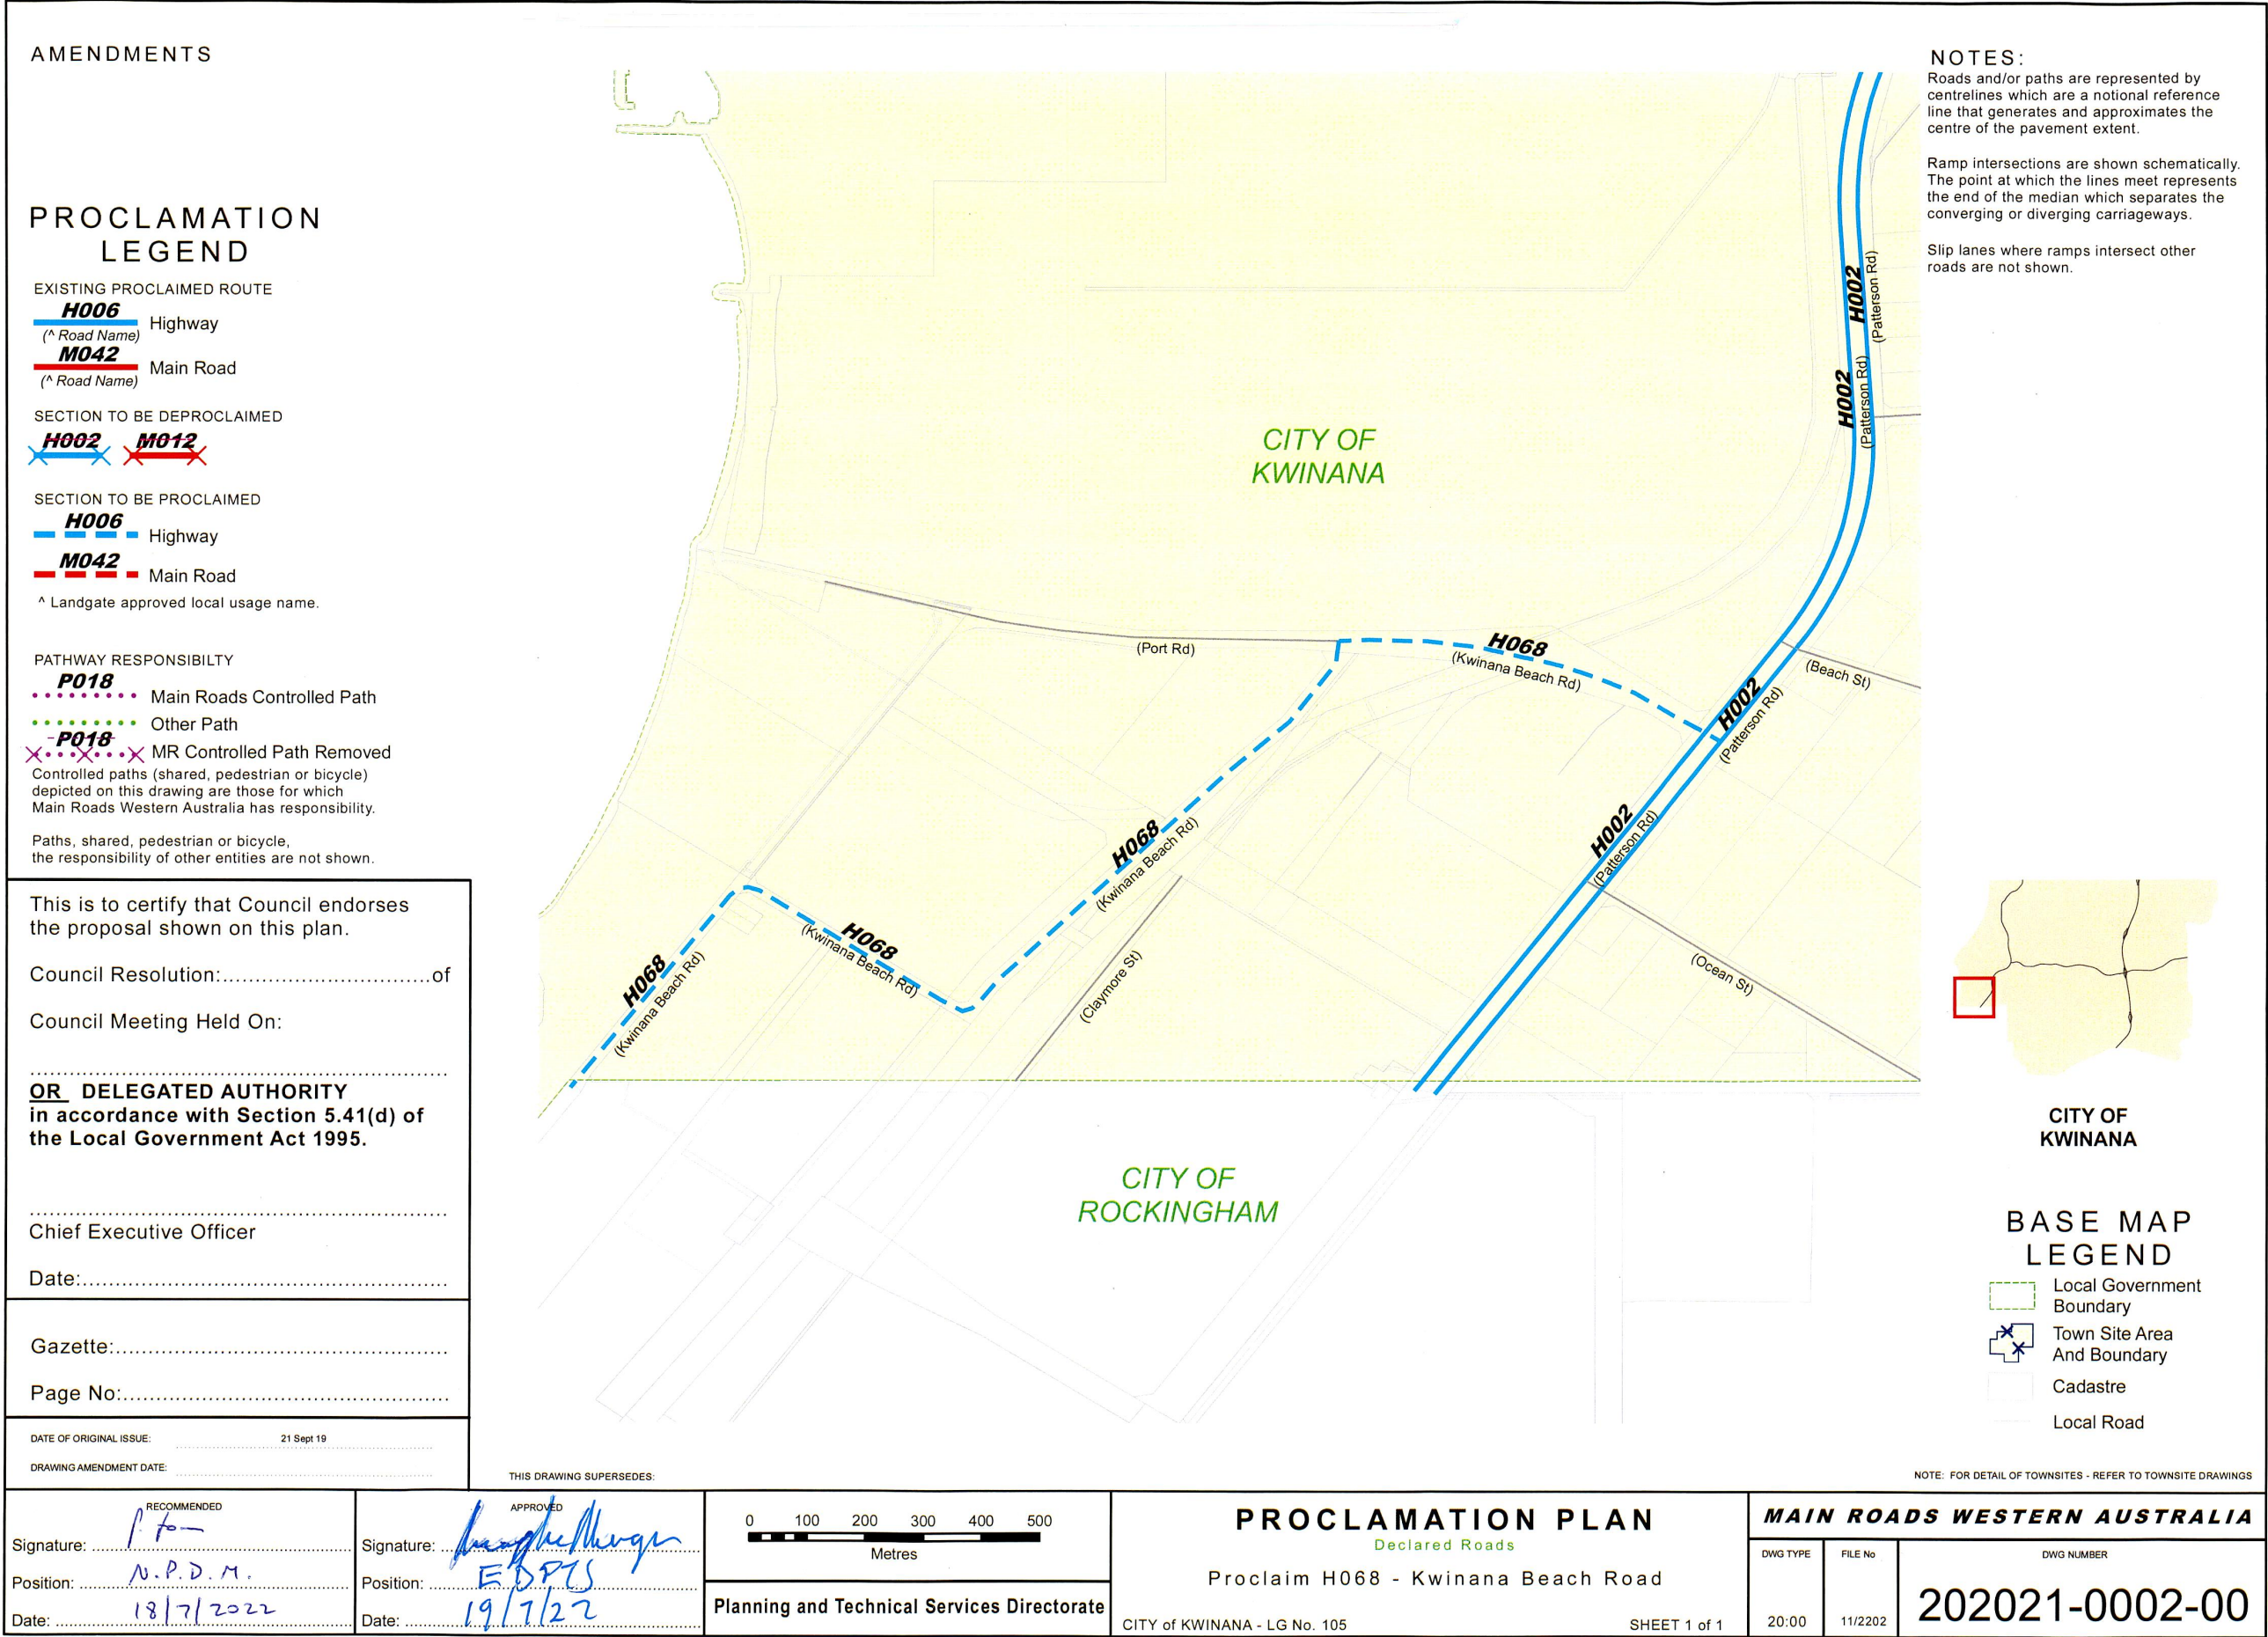 AMENDMENTS
PROCLAMATION
LEGEND
EXISTING PROCLAIMED ROUTE
H006
Highway
(^ Road Name)
M042
Main Road
(^ Road Name)
SECTION TO BE DEPROCLAIMED
H002 M012
SECTION TO BE PROCLAIMED
H006
Highway
M042
Main Road
^ Landgate approved local usage name.
PATHWAY RESPONSIBILTY
P018
Main Roads Controlled Path
Other Path
P018
MR Controlled Path Removed
Controlled paths (shared, pedestrian or bicycle)
depicted on this drawing are those for which
Main Roads Western Australia has responsibility.
Paths, shared, pedestrian or bicycle,
the responsibility of other entities are not shown.
This is to certify that Council endorses
the proposal shown on this plan.
Council Resolution:................................of
Council Meeting Held On:
OR DELEGATED AUTHORITY
in accordance with Section 5.41(d) of
the Local Government Act 1995.
Chief Executive Officer
Date:
Gazette:
Page No:
DATE OF ORIGINAL ISSUE: 21 Sept 19
DRAWING AMENDMENT DATE:
CITY OF
KWINANA
H002
(Patterson Rd)
H002
(Patterson Rd)
(Port Rd)
H068
(Kwinana Beach Rd)
(Beach St)
H002
(Patterson Rd)
H002
(Patterson Rd)
H068
(Kwinana Beach Rd)
H068
(Kwinana Beach Rd)
H068
(Kwinana Beach Rd)
(Claymore St)
(Ocean St)
CITY OF
ROCKINGHAM
NOTES:
Roads and/or paths are represented by
centrelines which are a notional reference
line that generates and approximates the
centre of the pavement extent.
Ramp intersections are shown schematically.
The point at which the lines meet represents
the end of the median which separates the
converging or diverging carriageways.
Slip lanes where ramps intersect other
roads are not shown.
CITY OF
KWINANA
BASE MAP
LEGEND
Local Government
Boundary
Town Site Area
And Boundary
Cadastre
Local Road
THIS DRAWING SUPERSEDES:
NOTE: FOR DETAIL OF TOWNSITES - REFER TO TOWNSITE DRAWINGS
RECOMMENDED
Signature:
Position: N.P.D.M.
Date: 18/7/2022
APPROVED
Signature:
Position: EDPTS
Date: 19/7/22
0 100 200 300 400 500
Metres
Planning and Technical Services Directorate
PROCLAMATION PLAN
Declared Roads
Proclaim H068 - Kwinana Beach Road
CITY of KWINANA - LG No. 105
SHEET 1 of 1
MAIN ROADS WESTERN AUSTRALIA
DWG TYPE
20:00
FILE No
11/2202
DWG NUMBER
202021-0002-00